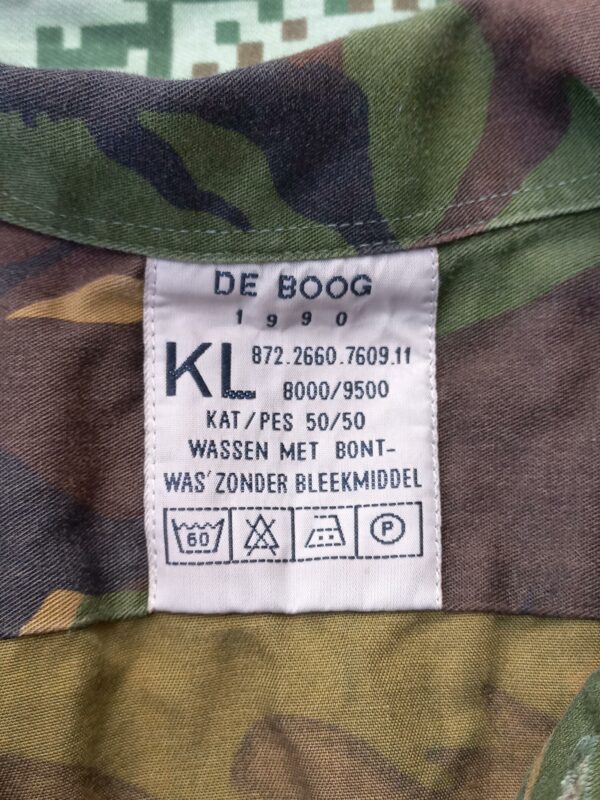 DE BOOG
1990
KL 872.2660.7609.11
8000/9500
KAT/PES 50/50
WASSEN MET BONT-
WAS' ZONDER BLEEKMIDDEL
60 P